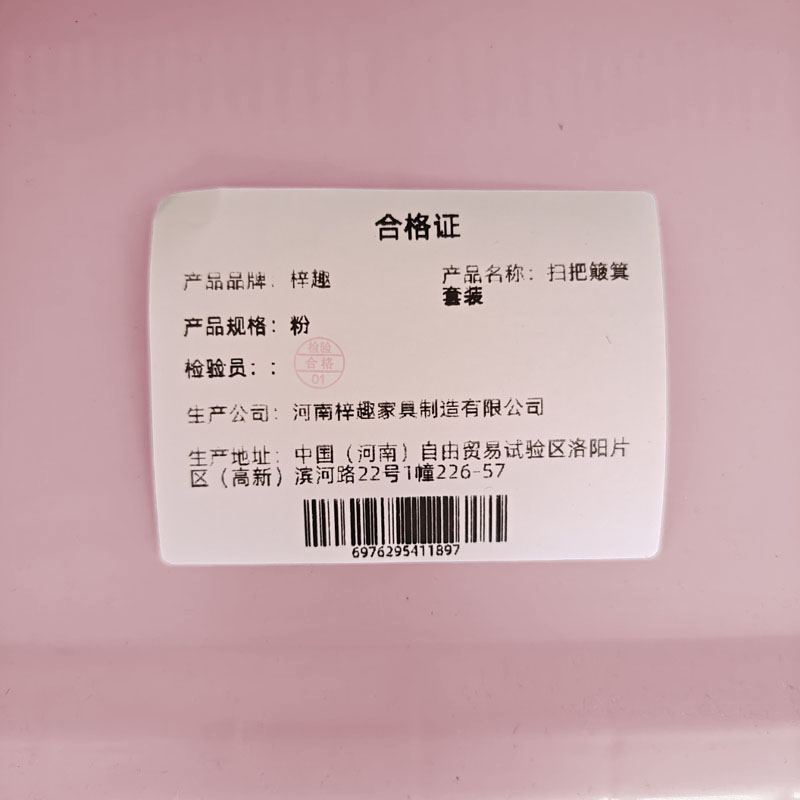 合格证
产品品牌：梓趣
产品名称：扫把簸箕
套装
产品规格：粉
检验员：：
检验
合格
01
生产公司：河南梓趣家具制造有限公司
生产地址：中国（河南）自由贸易试验区洛阳片
区（高新）滨河路22号1幢226-57
6976295411897